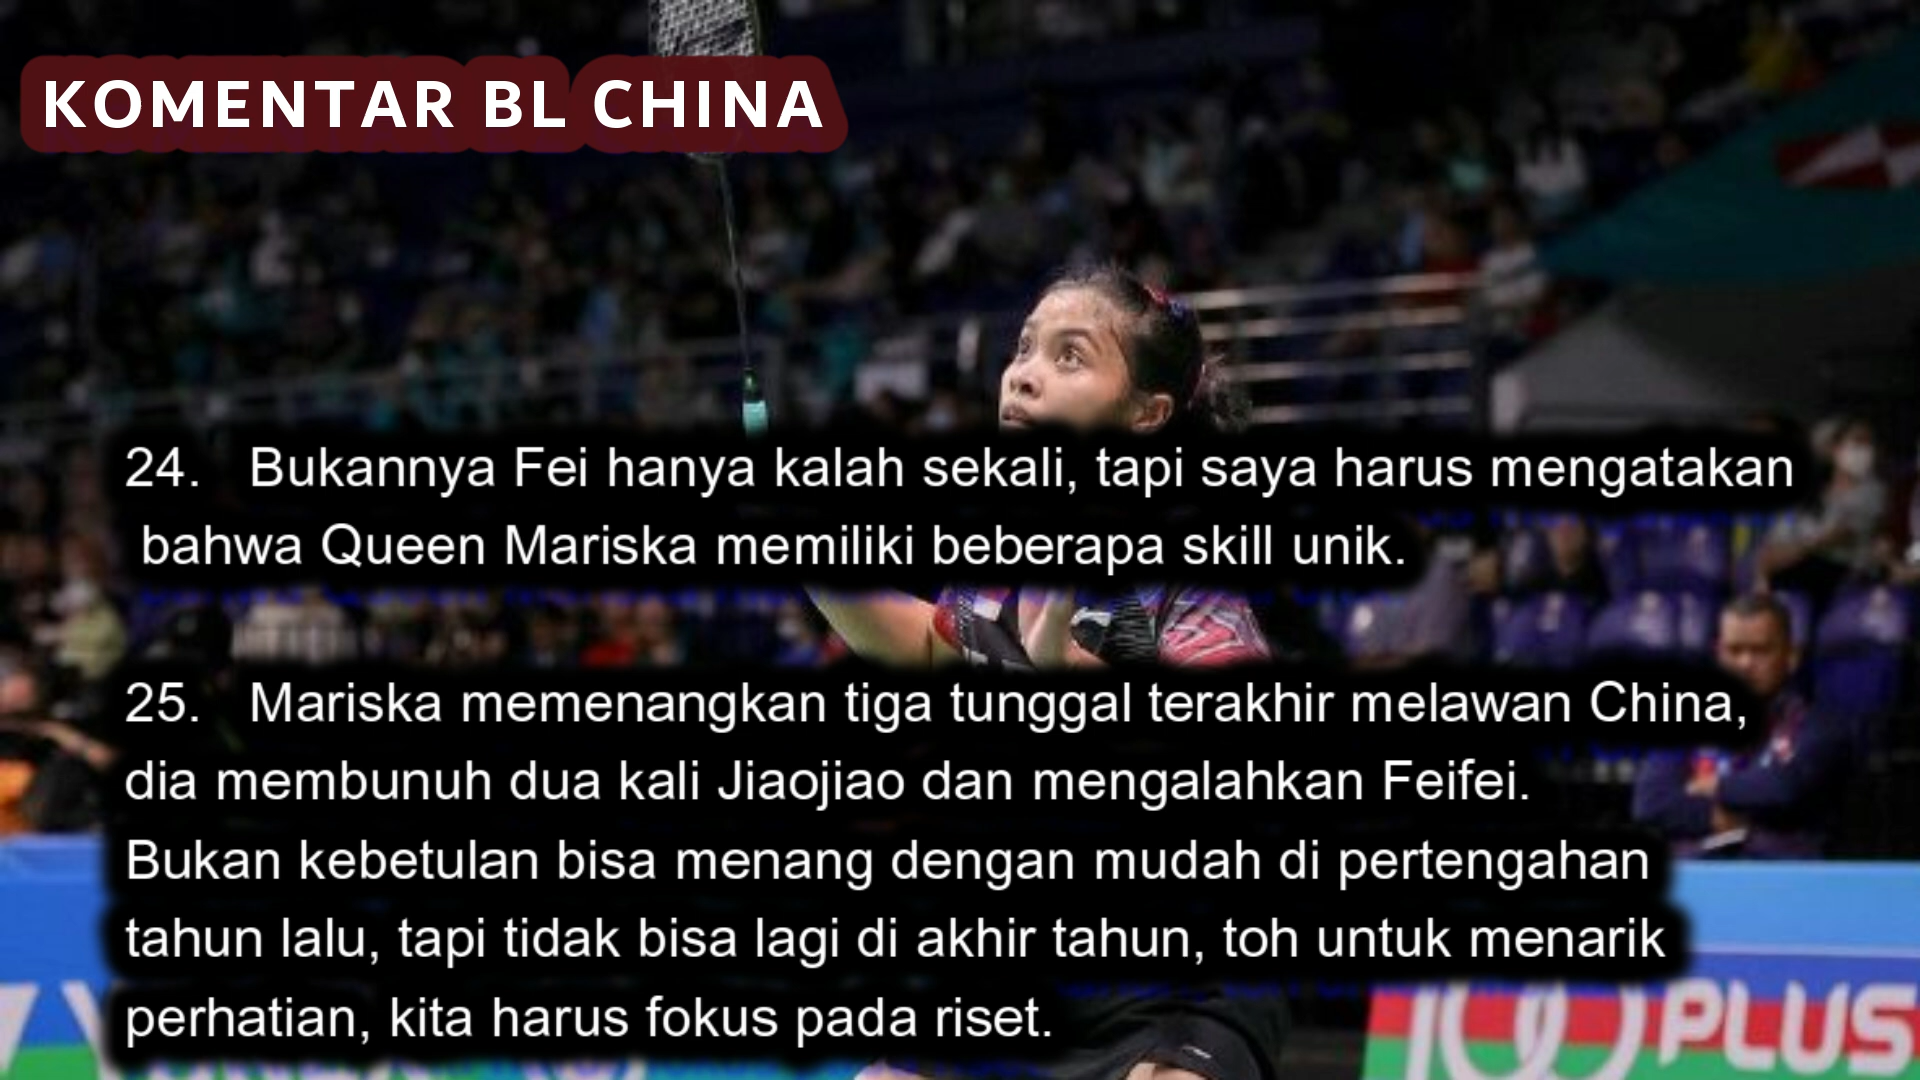 KOMENTAR BL CHINA
24. Bukannya Fei hanya kalah sekali, tapi saya harus mengatakan
bahwa Queen Mariska memiliki beberapa skill unik.
25. Mariska memenangkan tiga tunggal terakhir melawan China,
dia membunuh dua kali Jiaojiao dan mengalahkan Feifei.
Bukan kebetulan bisa menang dengan mudah di pertengahan
tahun lalu, tapi tidak bisa lagi di akhir tahun, toh untuk menarik
perhatian, kita harus fokus pada riset.
100 PLUS